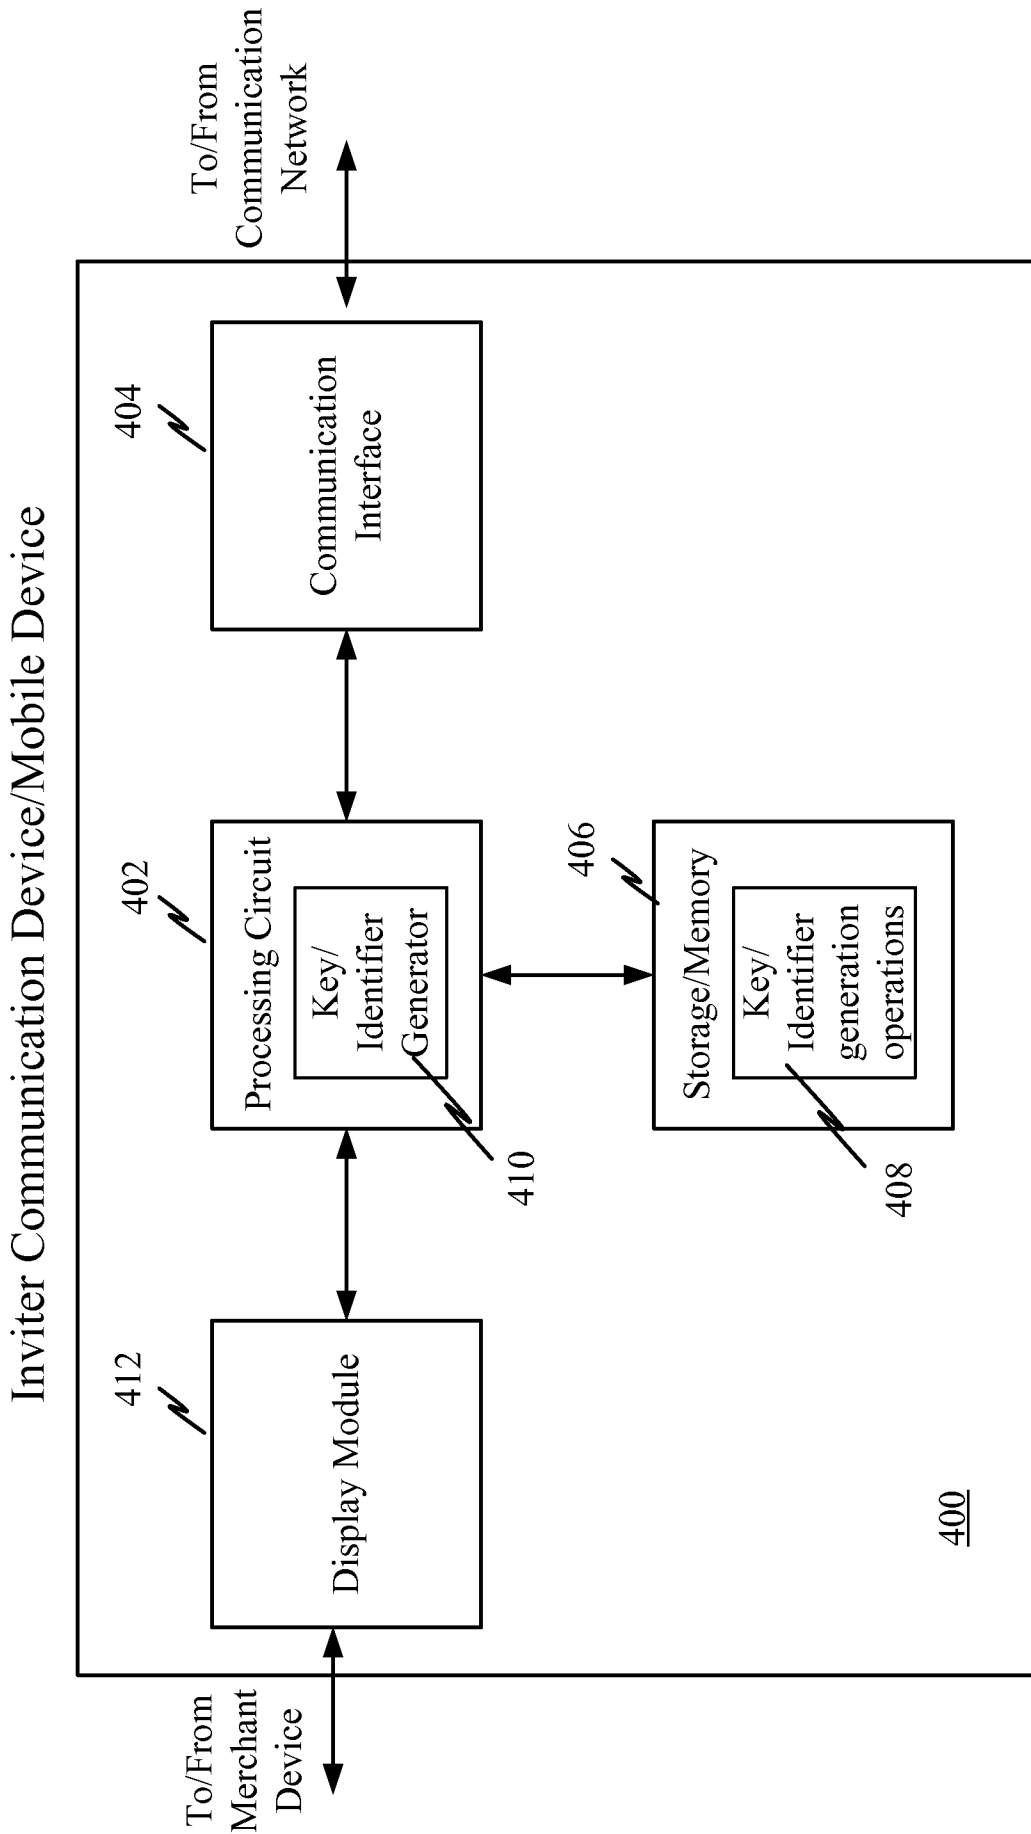 Inviter Communication Device/Mobile Device
To/From
Merchant
Device
412
Display Module
402
Processing Circuit
Key/
Identifier
Generator
410
404
Communication
Interface
To/From
Communication
Network
406
Storage/Memory
Key/
Identifier
generation
operations
408
400